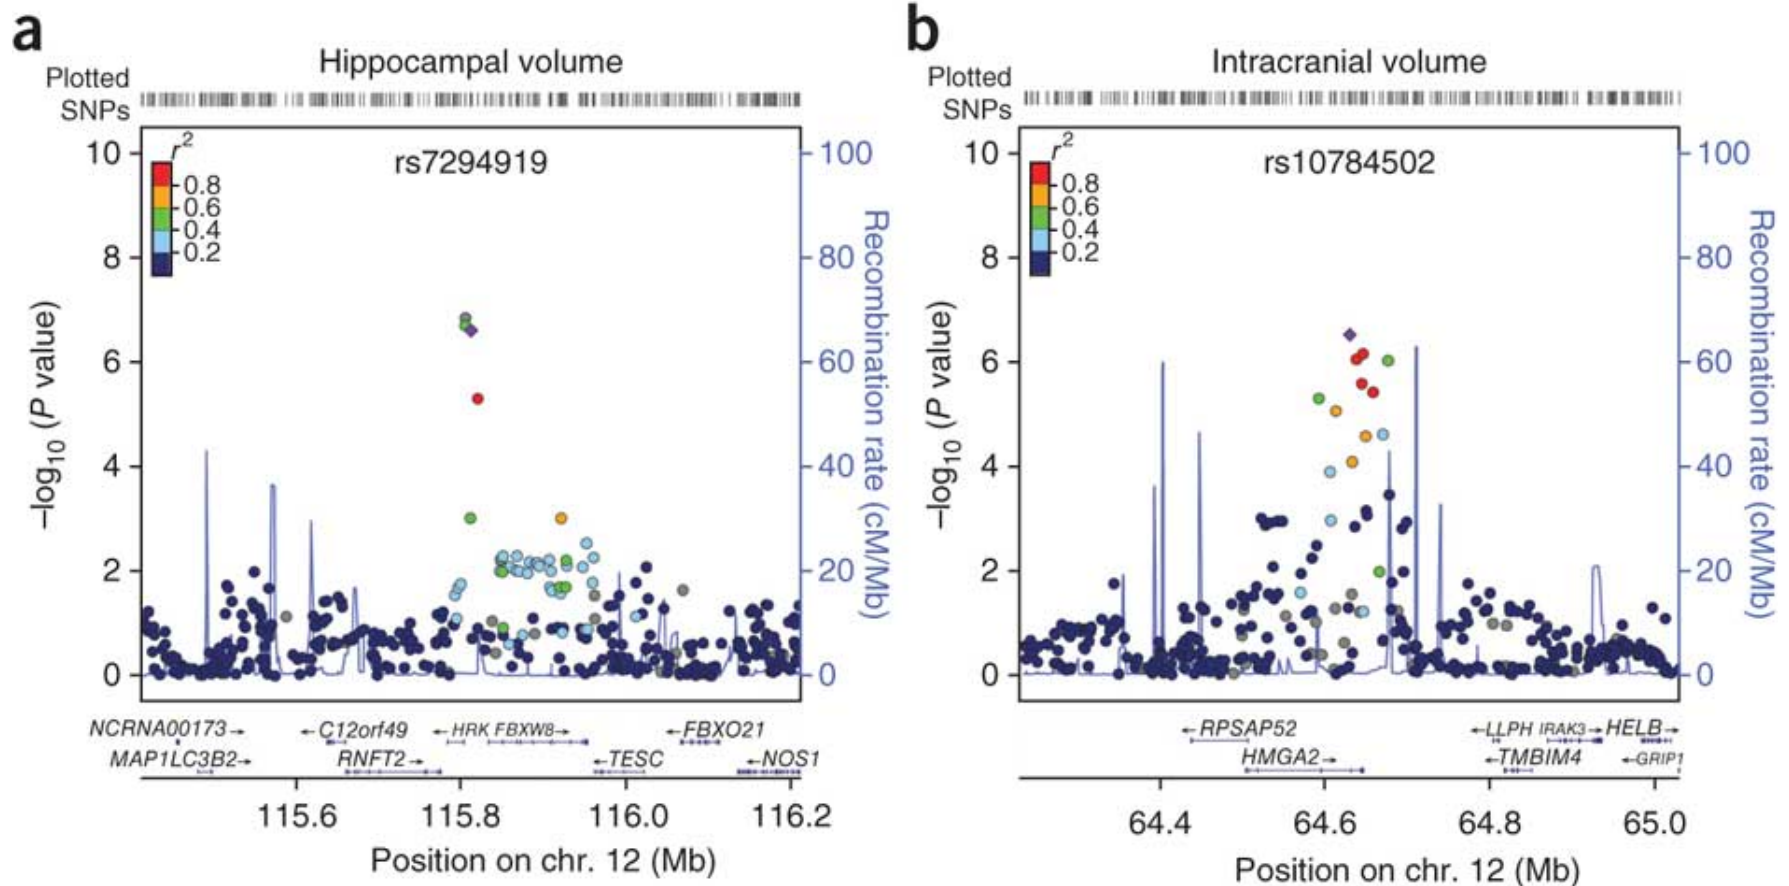 a
Hippocampal volume
Plotted
SNPs
r2
rs7294919
10
8
6
4
2
0
0.8
0.6
0.4
0.2
100
80
60
40
20
0
–log10 (P value)
Recombination rate (cM/Mb)
NCRNA00173→
←C12orf49
←HRK FBXW8→
←FBXO21
MAP1LC3B2→
RNFT2→
←TESC
←NOS1
115.6
115.8
116.0
116.2
Position on chr. 12 (Mb)
b
Intracranial volume
Plotted
SNPs
r2
rs10784502
10
8
6
4
2
0
0.8
0.6
0.4
0.2
100
80
60
40
20
0
–log10 (P value)
Recombination rate (cM/Mb)
←RPSAP52
←LLPH IRAK3→ HELB→
HMGA2→
←TMBIM4
←GRIP1
64.4
64.6
64.8
65.0
Position on chr. 12 (Mb)